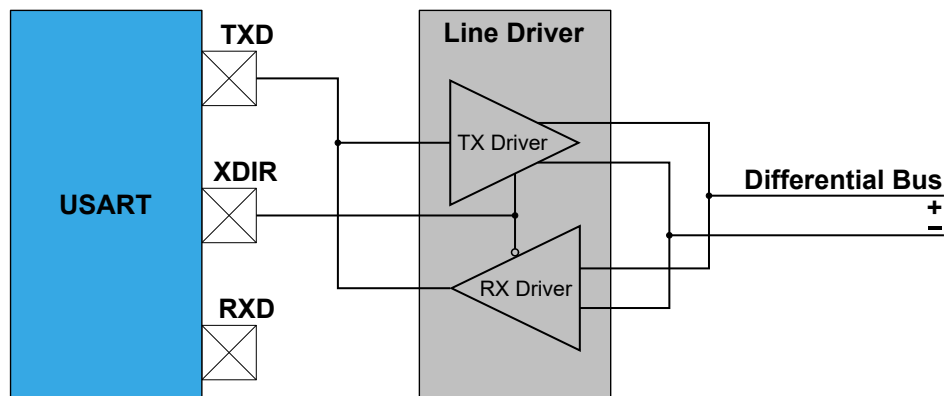 TXD
Line Driver
TX Driver
XDIR
USART
Differential Bus
+
−
RX Driver
RXD